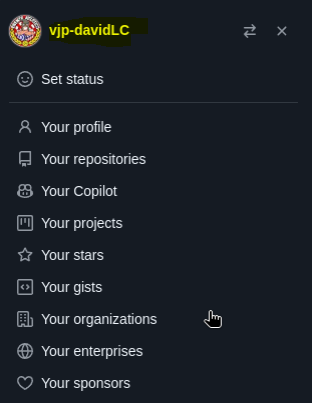 vjp-davidLC
Set status
Your profile
Your repositories
Your Copilot
Your projects
Your stars
Your gists
Your organizations
Your enterprises
Your sponsors